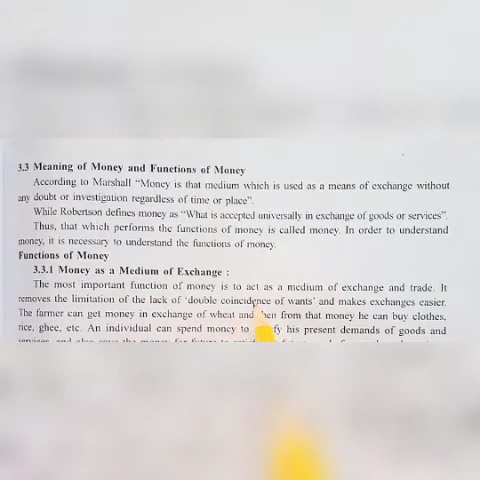 3.3 Meaning of Money and Functions of Money
According to Marshall "Money is that medium which is used as a means of exchange without
any doubt or investigation regardless of time or place".
While Robertson defines money as "What is accepted universally in exchange of goods or services".
Thus, that which performs the functions of money is called money. In order to understand
money, it is necessary to understand the functions of money.
Functions of Money
3.3.1 Money as a Medium of Exchange :
The most important function of money is to act as a medium of exchange and trade. It
removes the limitation of the lack of 'double coincidence of wants' and makes exchanges easier.
The farmer can get money in exchange of wheat and from that money he can buy clothes,
rice, ghee, etc. An individual can spend money to his present demands of goods and